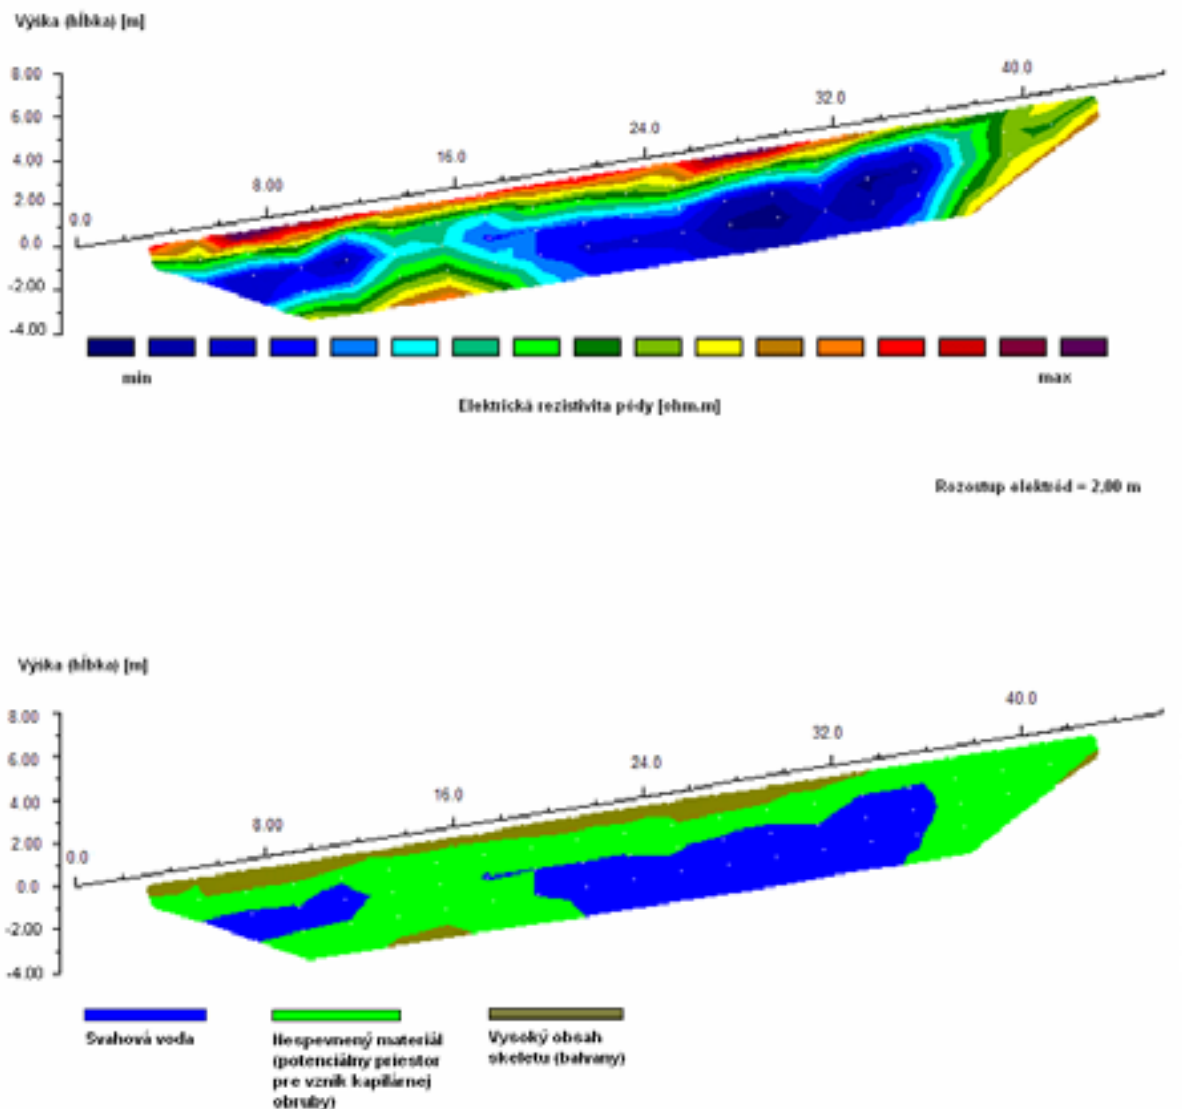 Výška (hĺbka) [m]
8.00
6.00
4.00
2.00
0.0
-2.00
-4.00
0.0
8.00
16.0
24.0
32.0
40.0
min
max
Elektrická rezistivita pédy [ohm.m]
Rozostup elektród = 2,00 m
Výška (hĺbka) [m]
8.00
6.00
4.00
2.00
0.0
-2.00
-4.00
0.0
8.00
16.0
24.0
32.0
40.0
Svahová voda
Nespevnený materiál
(potenciálny priestor
pre vznik kapilárnej
obruby)
Vysoký obsah
skeletu (balvany)